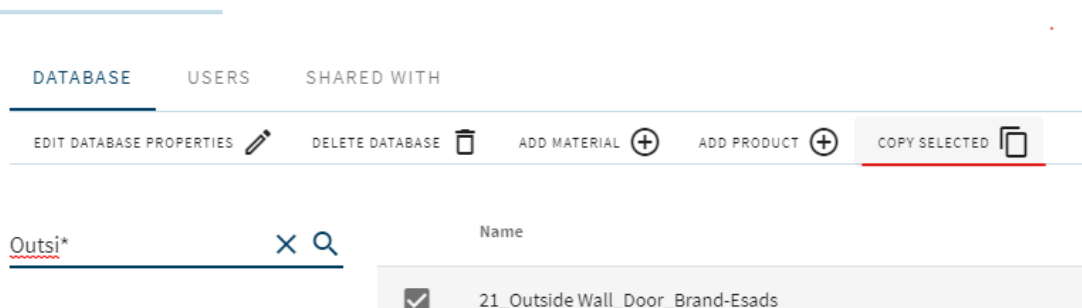 DATABASE USERS SHARED WITH
EDIT DATABASE PROPERTIES DELETE DATABASE ADD MATERIAL ADD PRODUCT COPY SELECTED
Name
Outsi*
21_Outside Wall_Door_Brand-Esads